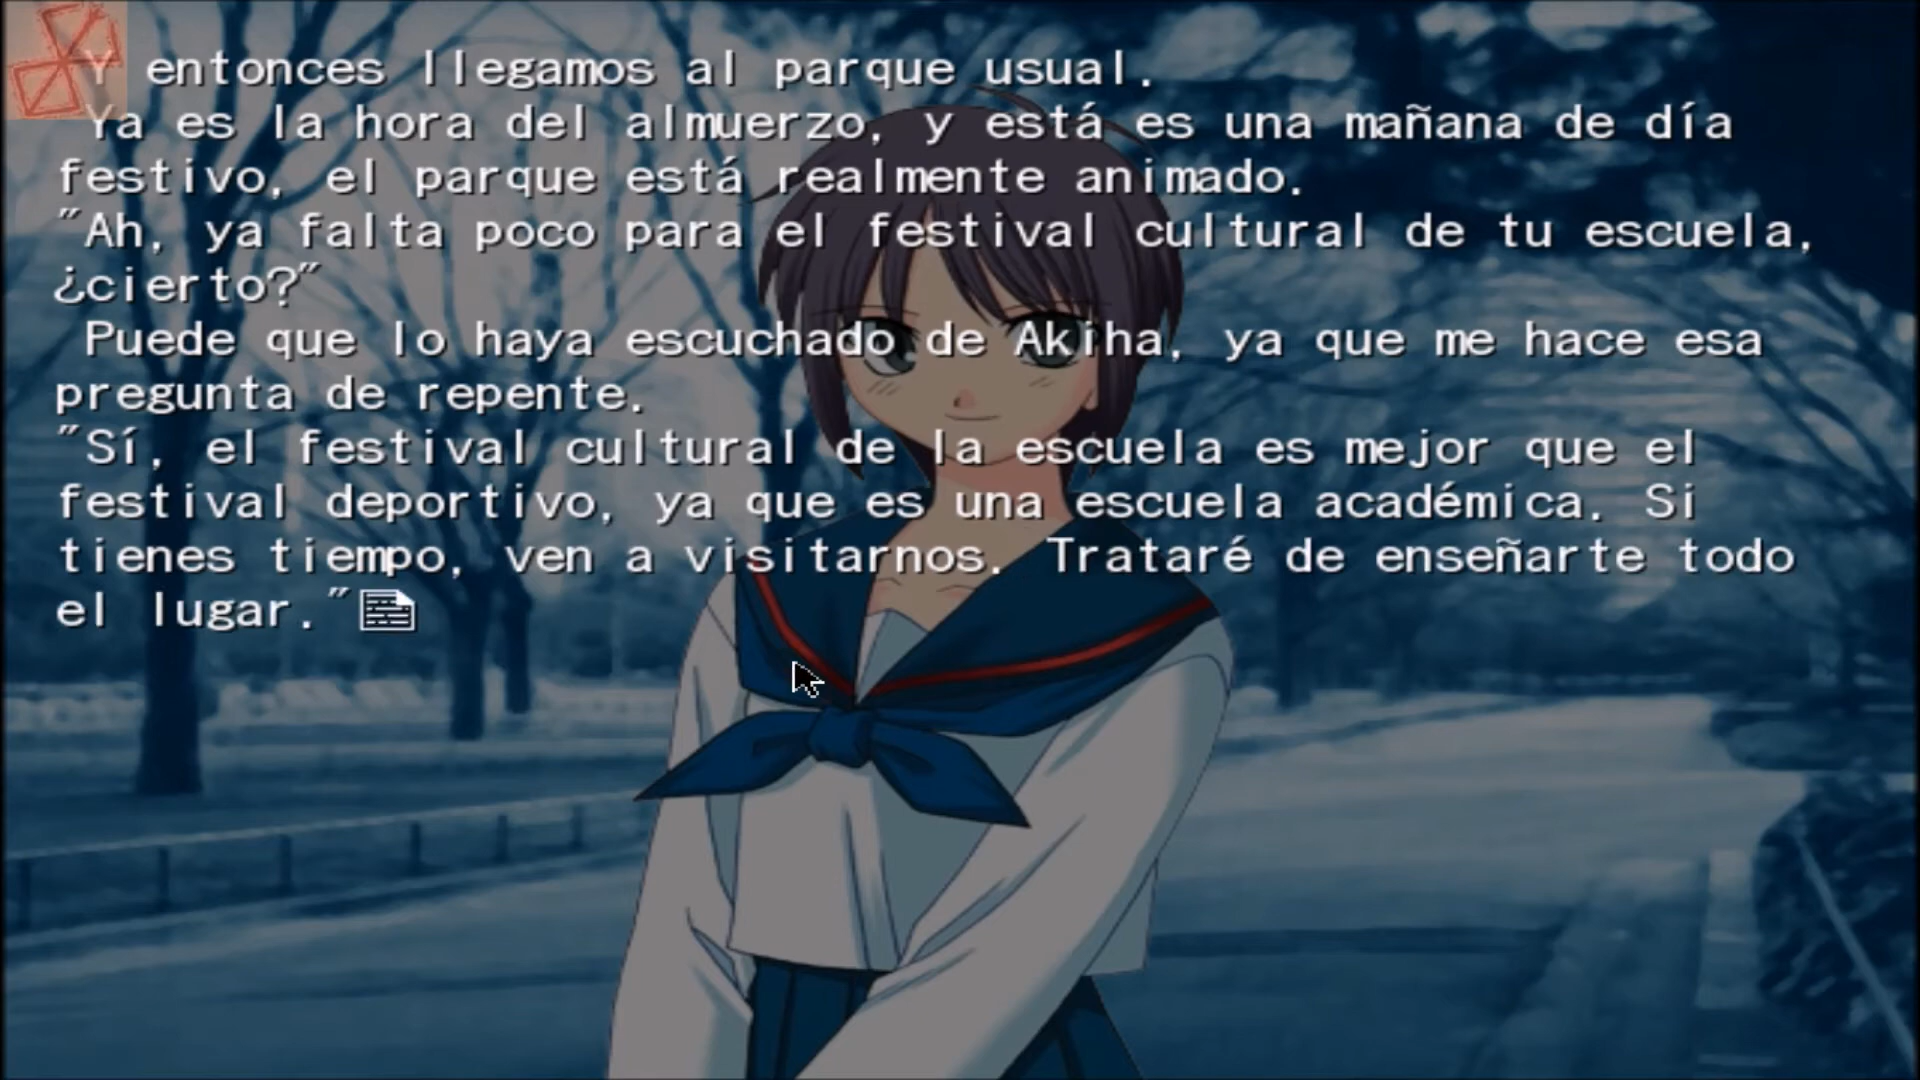 Y entonces llegamos al parque usual.
Ya es la hora del almuerzo, y está es una mañana de día
festivo, el parque está realmente animado.
"Ah, ya falta poco para el festival cultural de tu escuela,
¿cierto?"
Puede que lo haya escuchado de Akiha, ya que me hace esa
pregunta de repente.
"Sí, el festival cultural de la escuela es mejor que el
festival deportivo, ya que es una escuela académica. Si
tienes tiempo, ven a visitarnos. Trataré de enseñarte todo
el lugar."